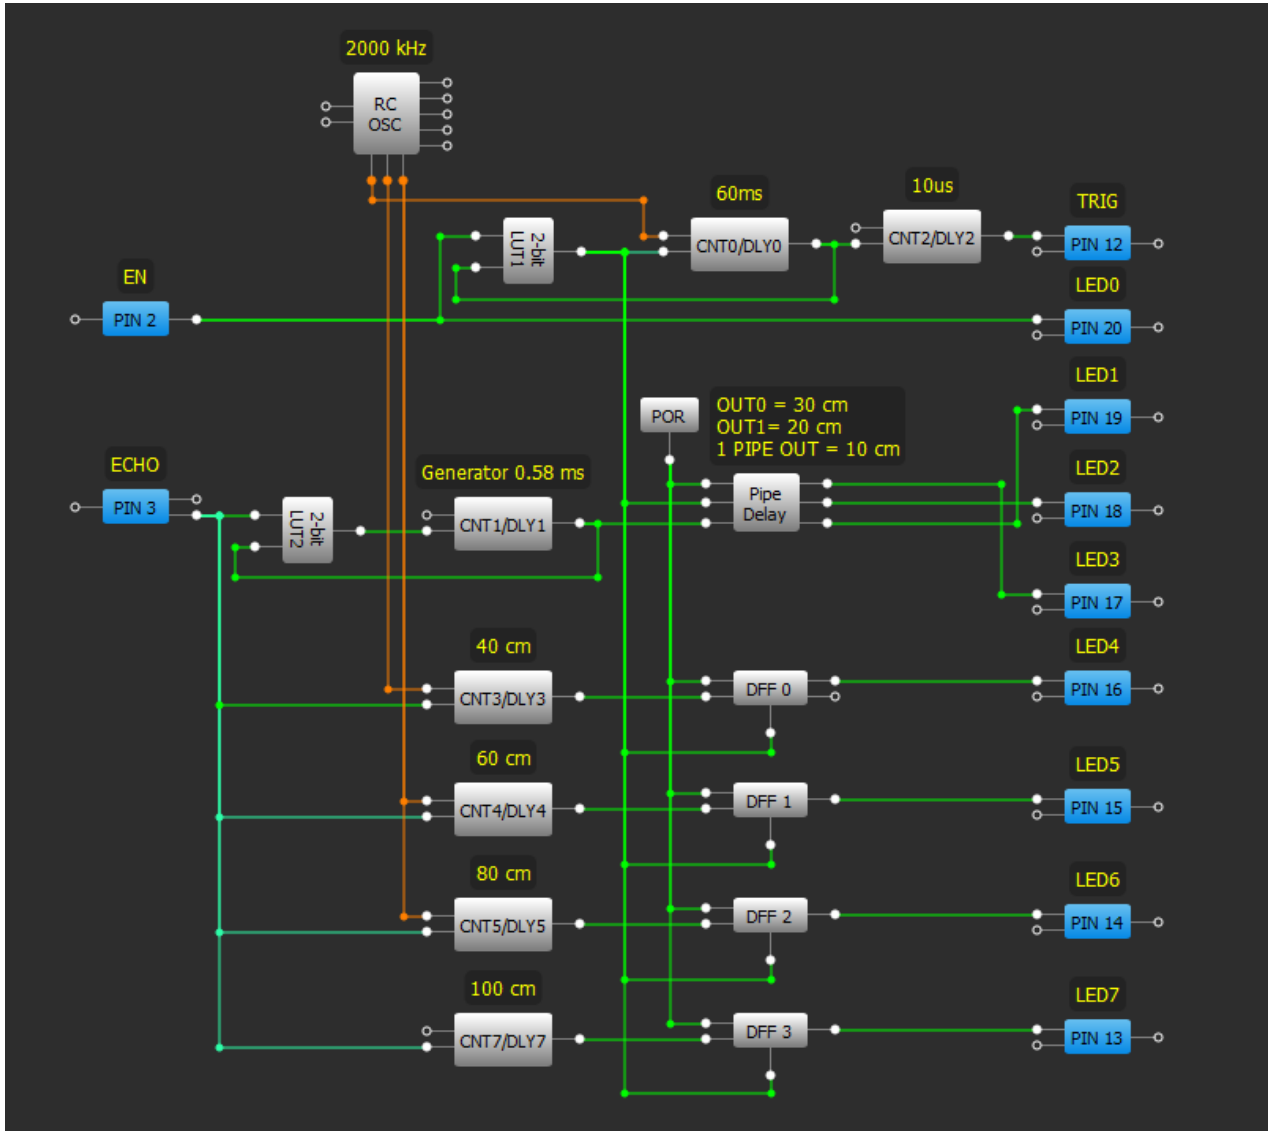 2000 kHz
RC
OSC
60ms
10us
TRIG
2-bit
LUT1
CNT0/DLY0
CNT2/DLY2
PIN 12
EN
LED0
PIN 2
PIN 20
LED1
POR
OUT0 = 30 cm
OUT1= 20 cm
1 PIPE OUT = 10 cm
PIN 19
ECHO
Generator 0.58 ms
LED2
PIN 3
2-bit
LUT2
CNT1/DLY1
Pipe
Delay
PIN 18
LED3
PIN 17
40 cm
LED4
CNT3/DLY3
DFF 0
PIN 16
60 cm
LED5
CNT4/DLY4
DFF 1
PIN 15
80 cm
LED6
CNT5/DLY5
DFF 2
PIN 14
100 cm
LED7
CNT7/DLY7
DFF 3
PIN 13